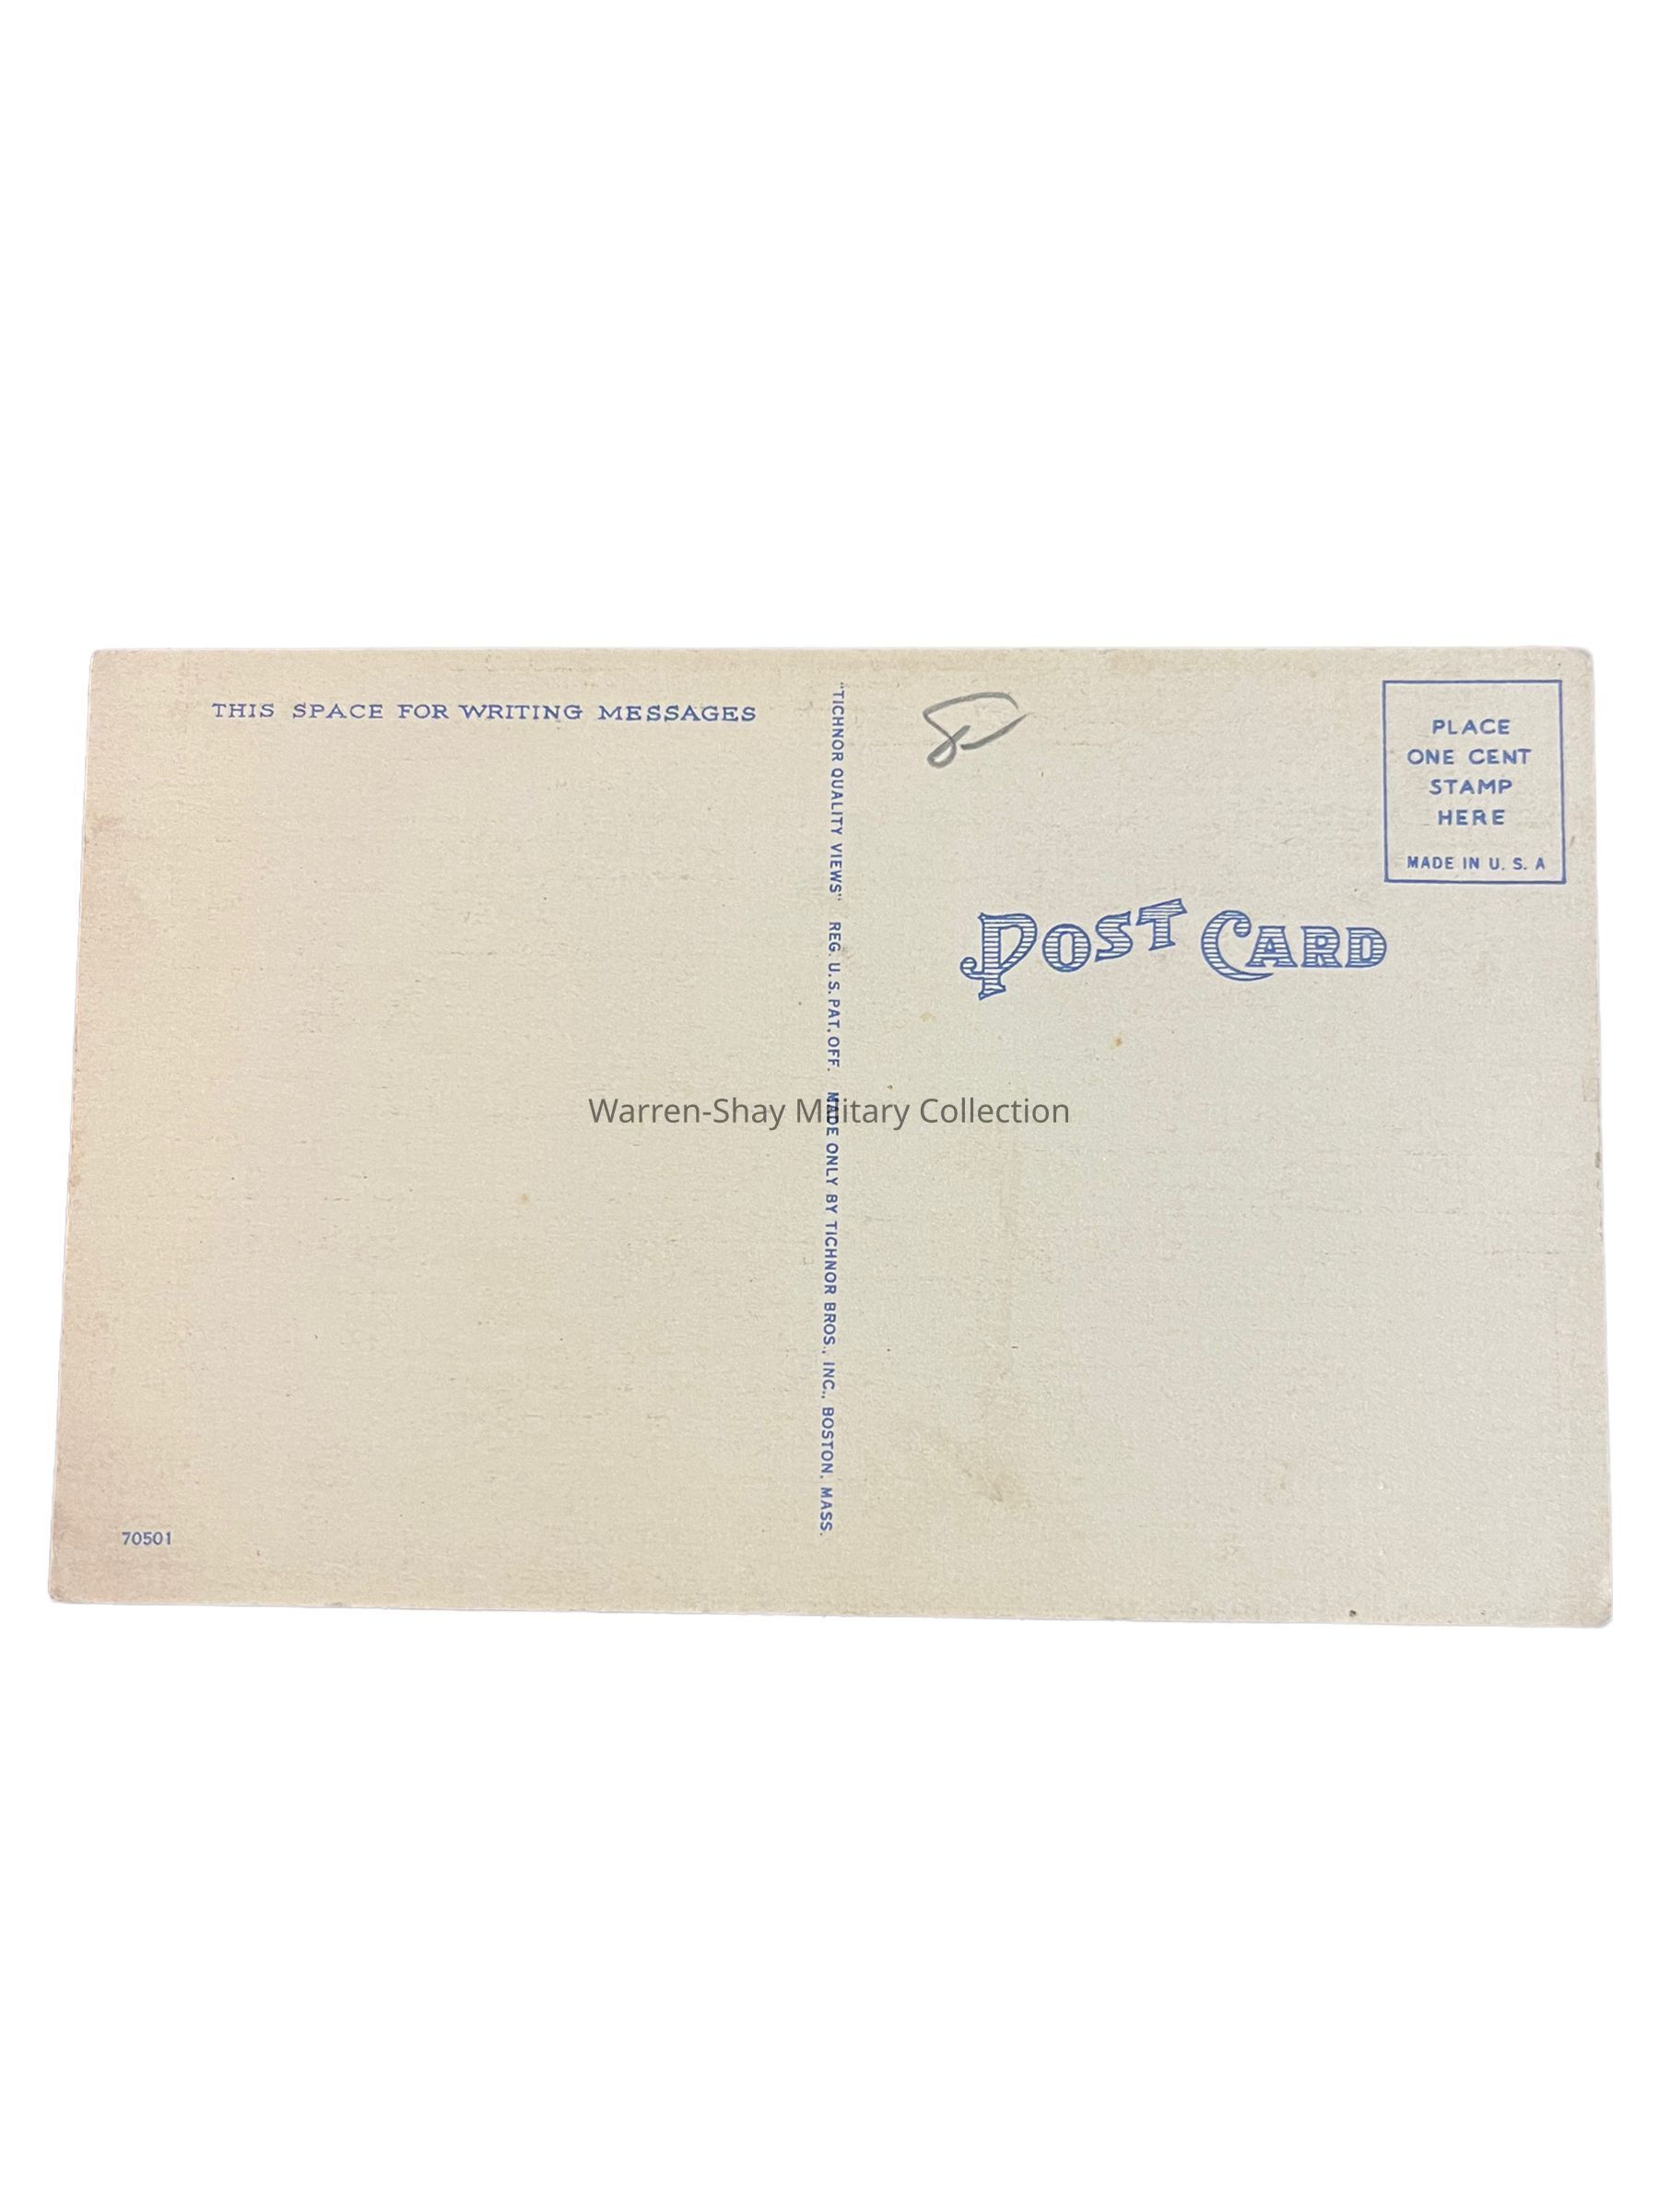 THIS SPACE FOR WRITING MESSAGES
"TICHNOR QUALITY VIEWS" REG. U.S. PAT. OFF. MADE ONLY BY TICHNOR BROS., INC., BOSTON, MASS.
PLACE
ONE CENT
STAMP
HERE
MADE IN U. S. A
POST CARD
Warren-Shay Military Collection
70501